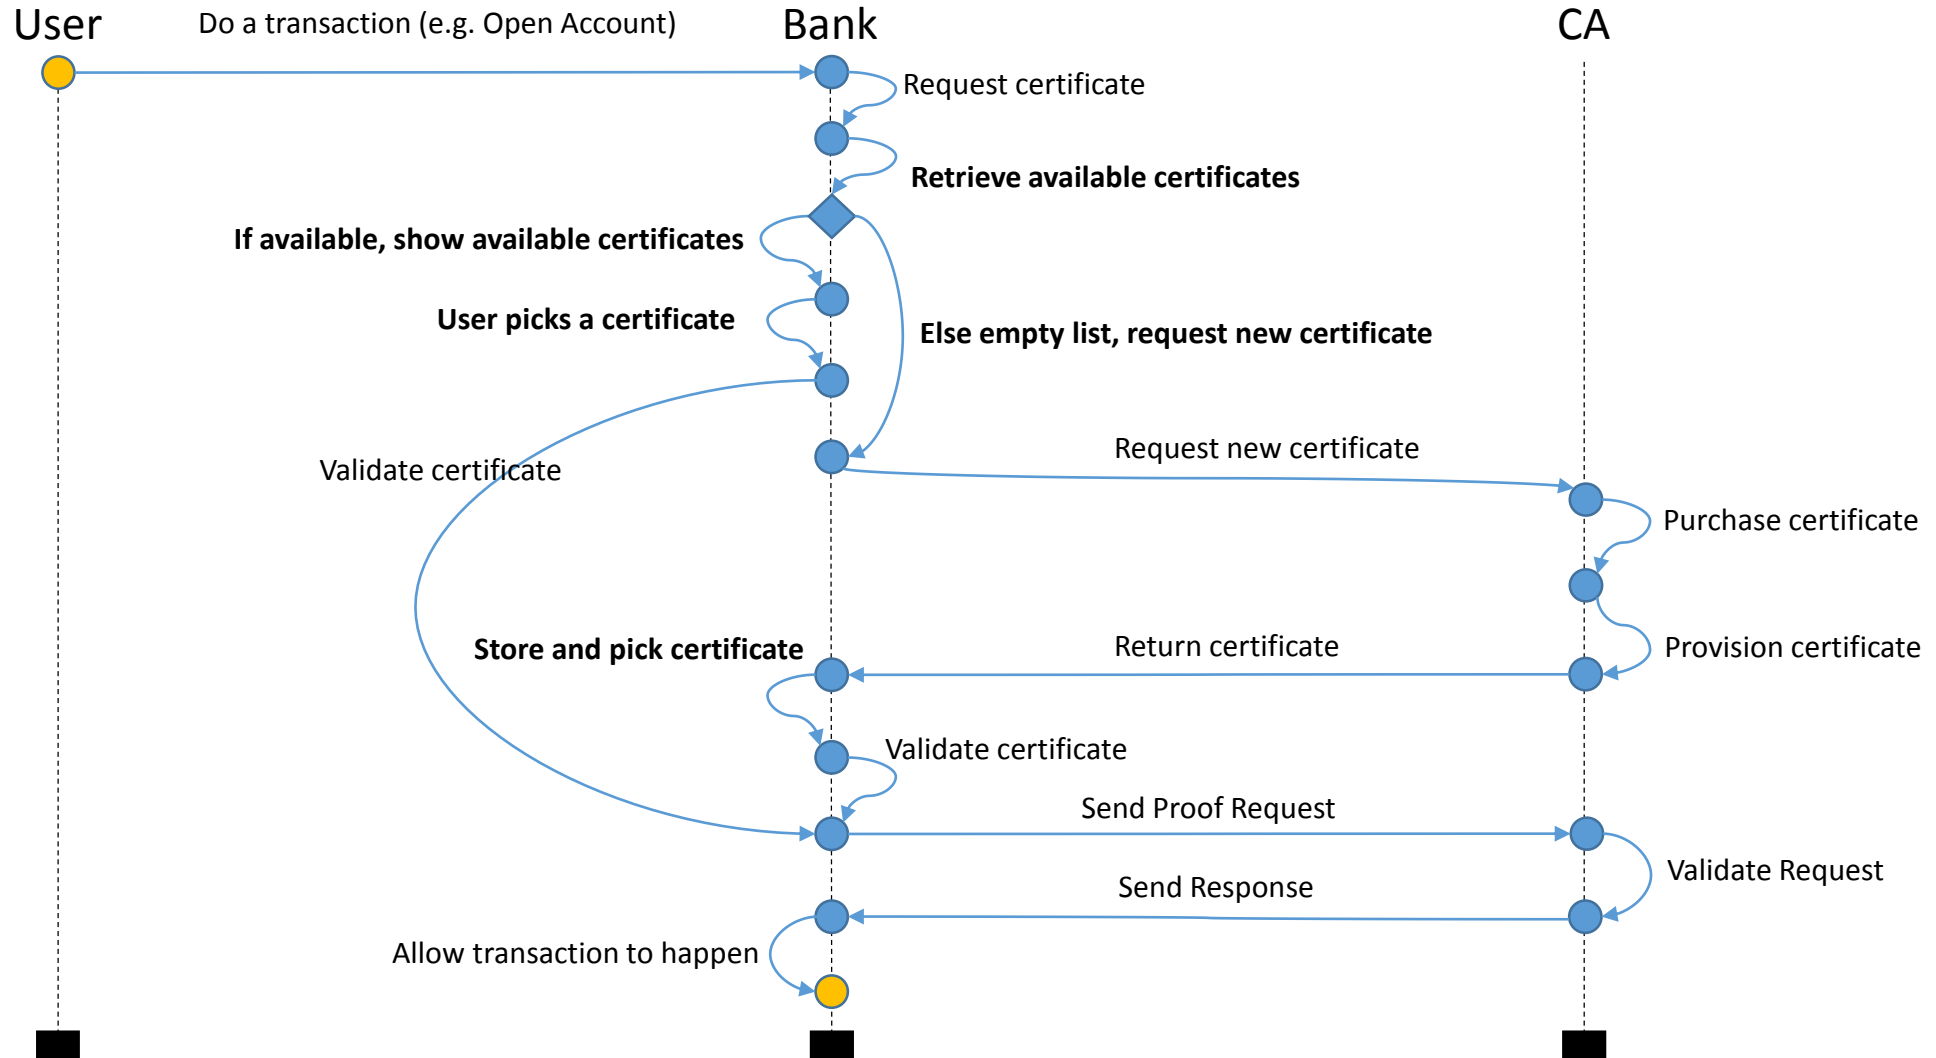 User
Do a transaction (e.g. Open Account)
Bank
CA
Request certificate
Retrieve available certificates
If available, show available certificates
User picks a certificate
Else empty list, request new certificate
Request new certificate
Validate certificate
Purchase certificate
Store and pick certificate
Return certificate
Provision certificate
Validate certificate
Send Proof Request
Validate Request
Send Response
Allow transaction to happen